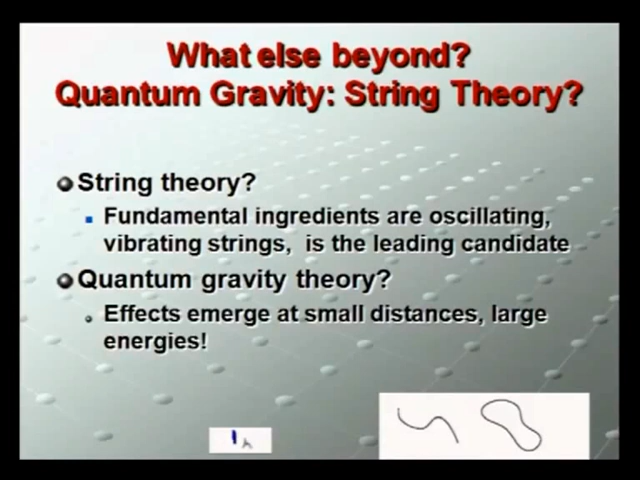 What else beyond?
Quantum Gravity: String Theory?
String theory?
Fundamental ingredients are oscillating,
vibrating strings, is the leading candidate
Quantum gravity theory?
Effects emerge at small distances, large
energies!